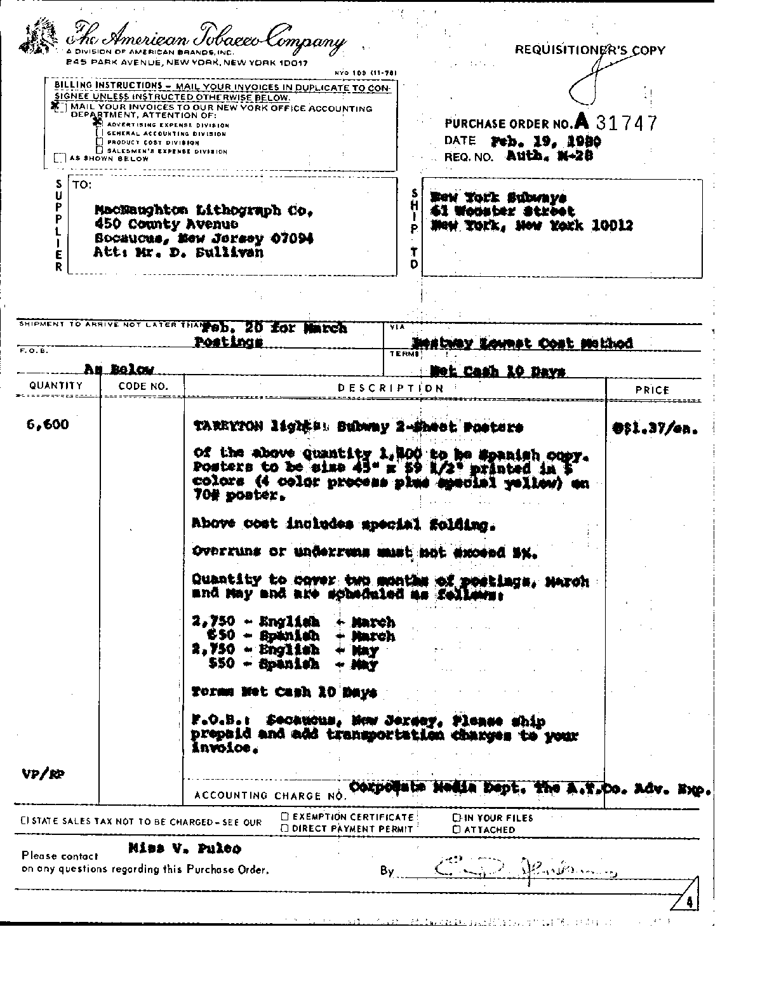 The American Tobacco Company
A DIVISION OF AMERICAN BRANDS, INC.
245 PARK AVENUE, NEW YORK, NEW YORK 10017
REQUISITIONER'S COPY
NYO 100 (11-78)
BILLING INSTRUCTIONS – MAIL YOUR INVOICES IN DUPLICATE TO CON-
SIGNEE UNLESS INSTRUCTED OTHERWISE BELOW.
MAIL YOUR INVOICES TO OUR NEW YORK OFFICE ACCOUNTING
DEPARTMENT, ATTENTION OF:
ADVERTISING EXPENSE DIVISION
GENERAL ACCOUNTING DIVISION
PRODUCT COST DIVISION
SALESMEN'S EXPENSE DIVISION
AS SHOWN BELOW
PURCHASE ORDER NO. A 31747
DATE Feb. 19, 1980
REQ. NO. Auth. M-28
SUPPLIER
TO:
MacNaughton Lithograph Co,
450 County Avenue
Secaucus, New Jersey 07094
Att: Mr. D. Sullivan
SHIP TO
New York Subways
61 Wooster Street
New York, New York 10012
SHIPMENT TO ARRIVE NOT LATER THAN Feb. 20 for March
Postings
VIA
Bestway Lowest Cost Method
F.O.B.
As Below
TERMS
Net Cash 10 Days
QUANTITY CODE NO. DESCRIPTION PRICE
6,600 TAREYTON lights: Subway 2-Sheet Posters @$1.37/ea.
Of the above quantity to be Spanish copy.
Posters to be size 45" x 59 1/2" printed in 5
colors (4 color process plus special yellow) on
70# poster.
Above cost includes special folding.
Overruns or underruns must not exceed 5%.
Quantity to cover two months of postings, March
and May and are scheduled as follows:
2,750 - English - March
- Spanish - March
2,750 - English - May
550 - Spanish - May
Terms Net Cash 10 Days
F.O.B.: Secaucus, New Jersey, Please ship
prepaid and add transportation charges to your
invoice.
VP/RP
ACCOUNTING CHARGE NO. Corporate Media Dept. The A.T.Co. Adv. Exp.
STATE SALES TAX NOT TO BE CHARGED – SEE OUR
EXEMPTION CERTIFICATE
DIRECT PAYMENT PERMIT
IN YOUR FILES
ATTACHED
Miss V. Puleo
Please contact
on any questions regarding this Purchase Order.
By
4